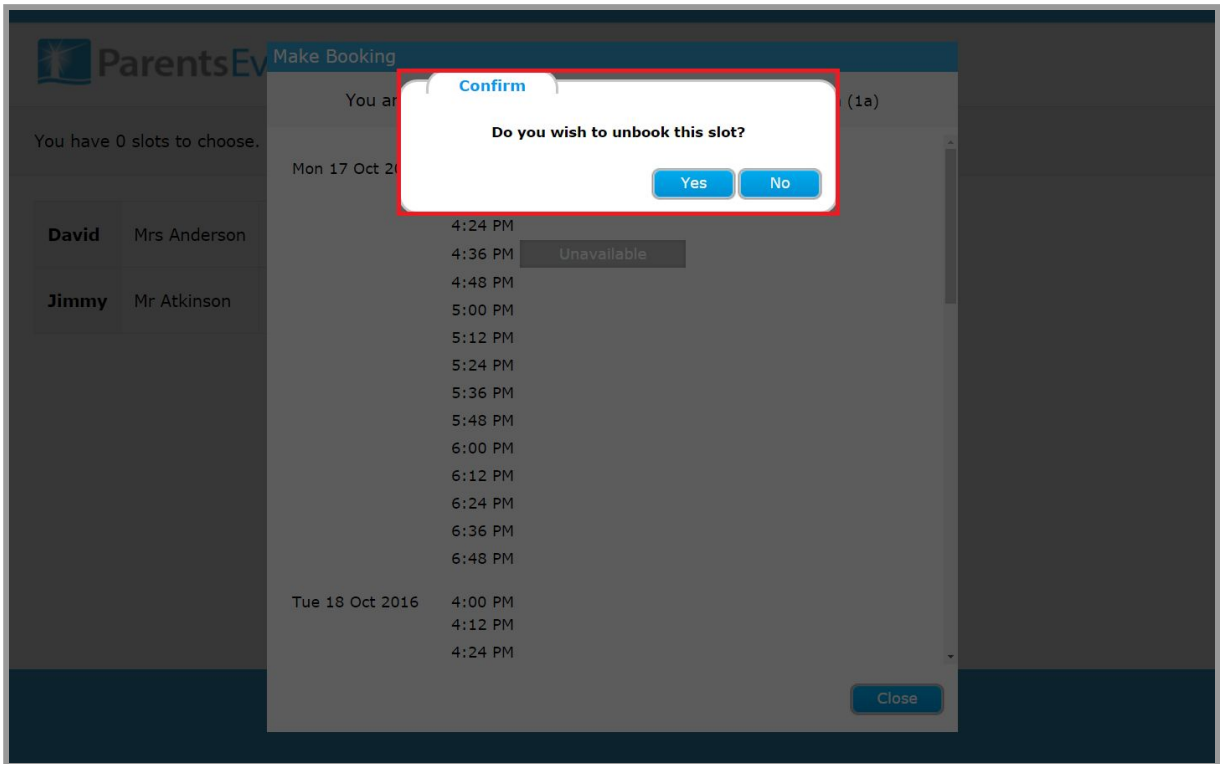 ParentsEv
Make Booking
Confirm
You ar (1a)
Do you wish to unbook this slot?
You have 0 slots to choose.
Mon 17 Oct 20
Yes No
4:24 PM
David Mrs Anderson
4:36 PM Unavailable
4:48 PM
Jimmy Mr Atkinson
5:00 PM
5:12 PM
5:24 PM
5:36 PM
5:48 PM
6:00 PM
6:12 PM
6:24 PM
6:36 PM
6:48 PM
Tue 18 Oct 2016 4:00 PM
4:12 PM
4:24 PM
Close